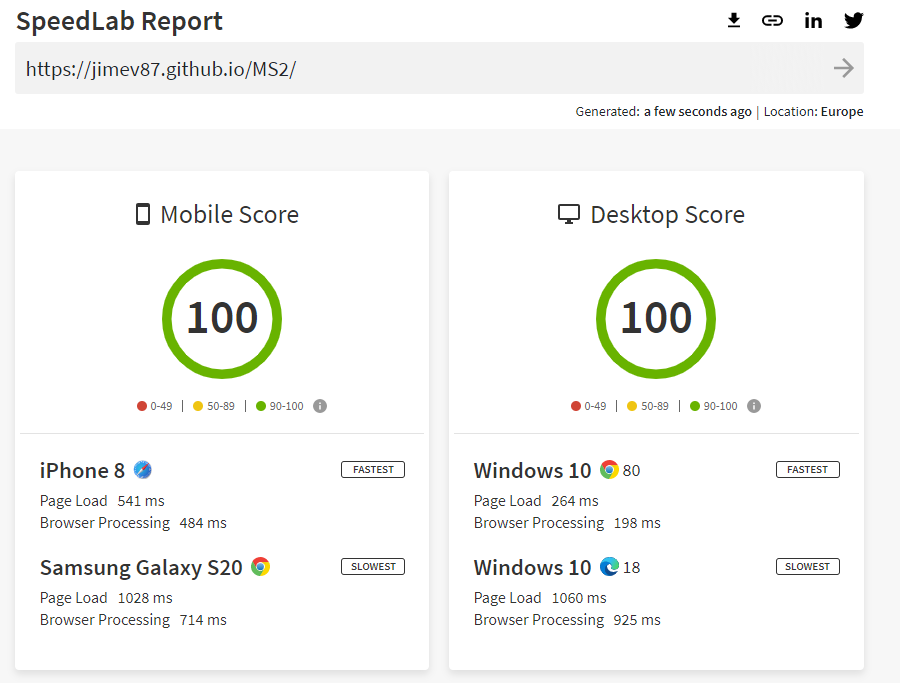 SpeedLab Report
https://jimev87.github.io/MS2/
Generated: a few seconds ago | Location: Europe
Mobile Score
100
0-49 | 50-89 | 90-100
iPhone 8 FASTEST
Page Load 541 ms
Browser Processing 484 ms
Samsung Galaxy S20 SLOWEST
Page Load 1028 ms
Browser Processing 714 ms
Desktop Score
100
0-49 | 50-89 | 90-100
Windows 10 80 FASTEST
Page Load 264 ms
Browser Processing 198 ms
Windows 10 18 SLOWEST
Page Load 1060 ms
Browser Processing 925 ms